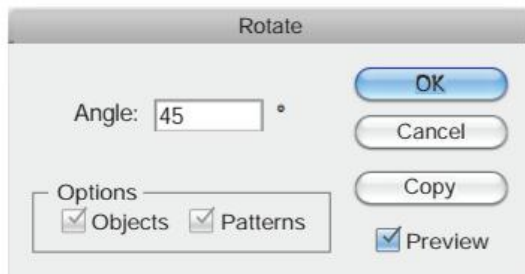 Rotate
Angle: 45 °
OK
Cancel
Copy
Options
Objects Patterns
Preview